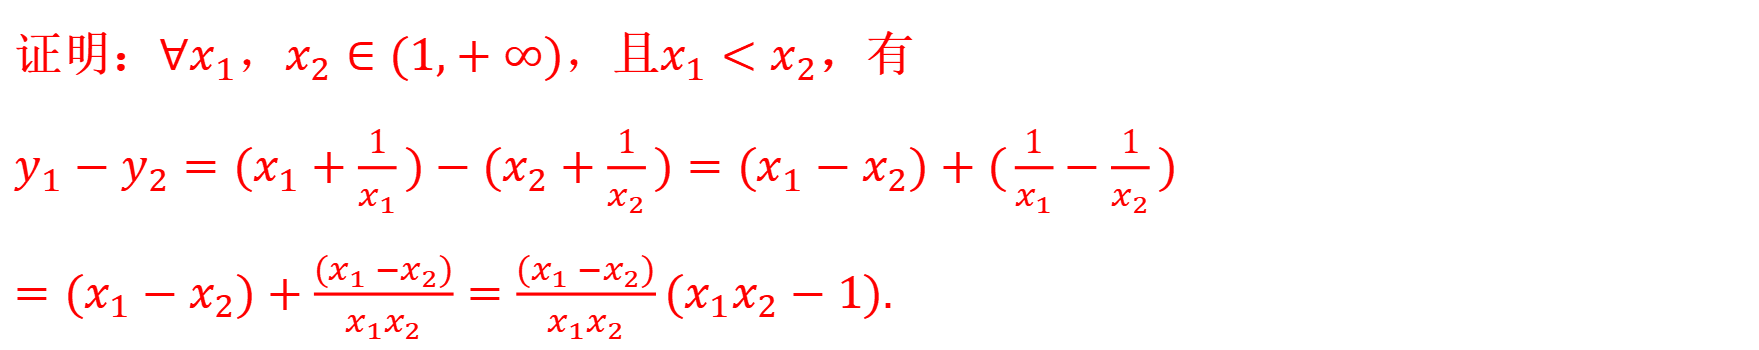 证明：∀x₁，x₂ ∈ (1, + ∞)，且x₁ < x₂，有
y₁ − y₂ = (x₁ + 1/x₁) − (x₂ + 1/x₂) = (x₁ − x₂) + (1/x₁ − 1/x₂)
= (x₁ − x₂) + (x₁ −x₂)/x₁x₂ = (x₁ −x₂)/x₁x₂ (x₁x₂ − 1).